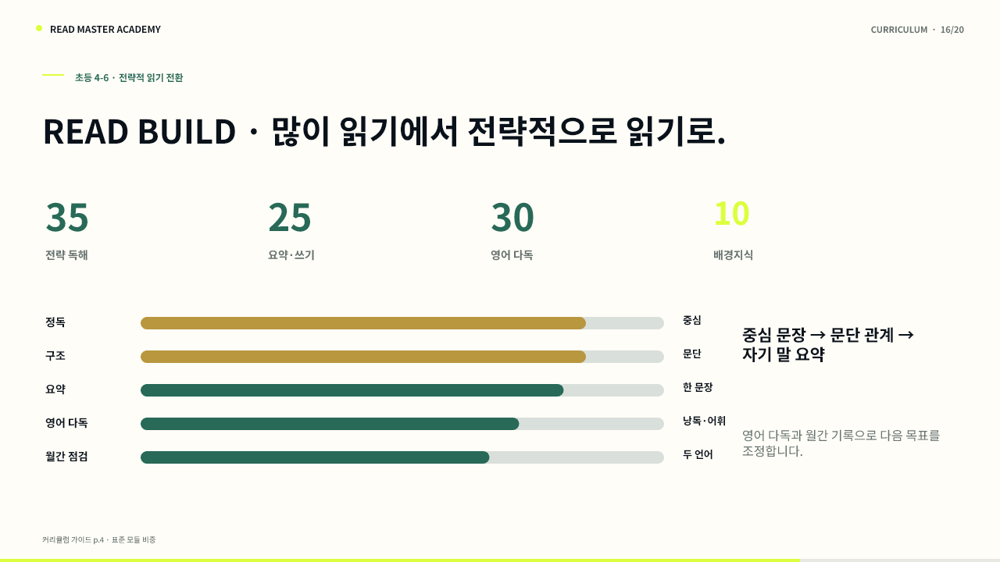 READ MASTER ACADEMY
CURRICULUM · 16/20
초등 4-6 · 전략적 읽기 전환
READ BUILD · 많이 읽기에서 전략적으로 읽기로.
35
전략 독해
25
요약·쓰기
30
영어 다독
10
배경지식
정독
중심
구조
문단
요약
한 문장
영어 다독
낭독·어휘
월간 점검
두 언어
중심 문장 → 문단 관계 →
자기 말 요약
영어 다독과 월간 기록으로 다음 목표를
조정합니다.
커리큘럼 가이드 p.4 · 표준 모듈 비중